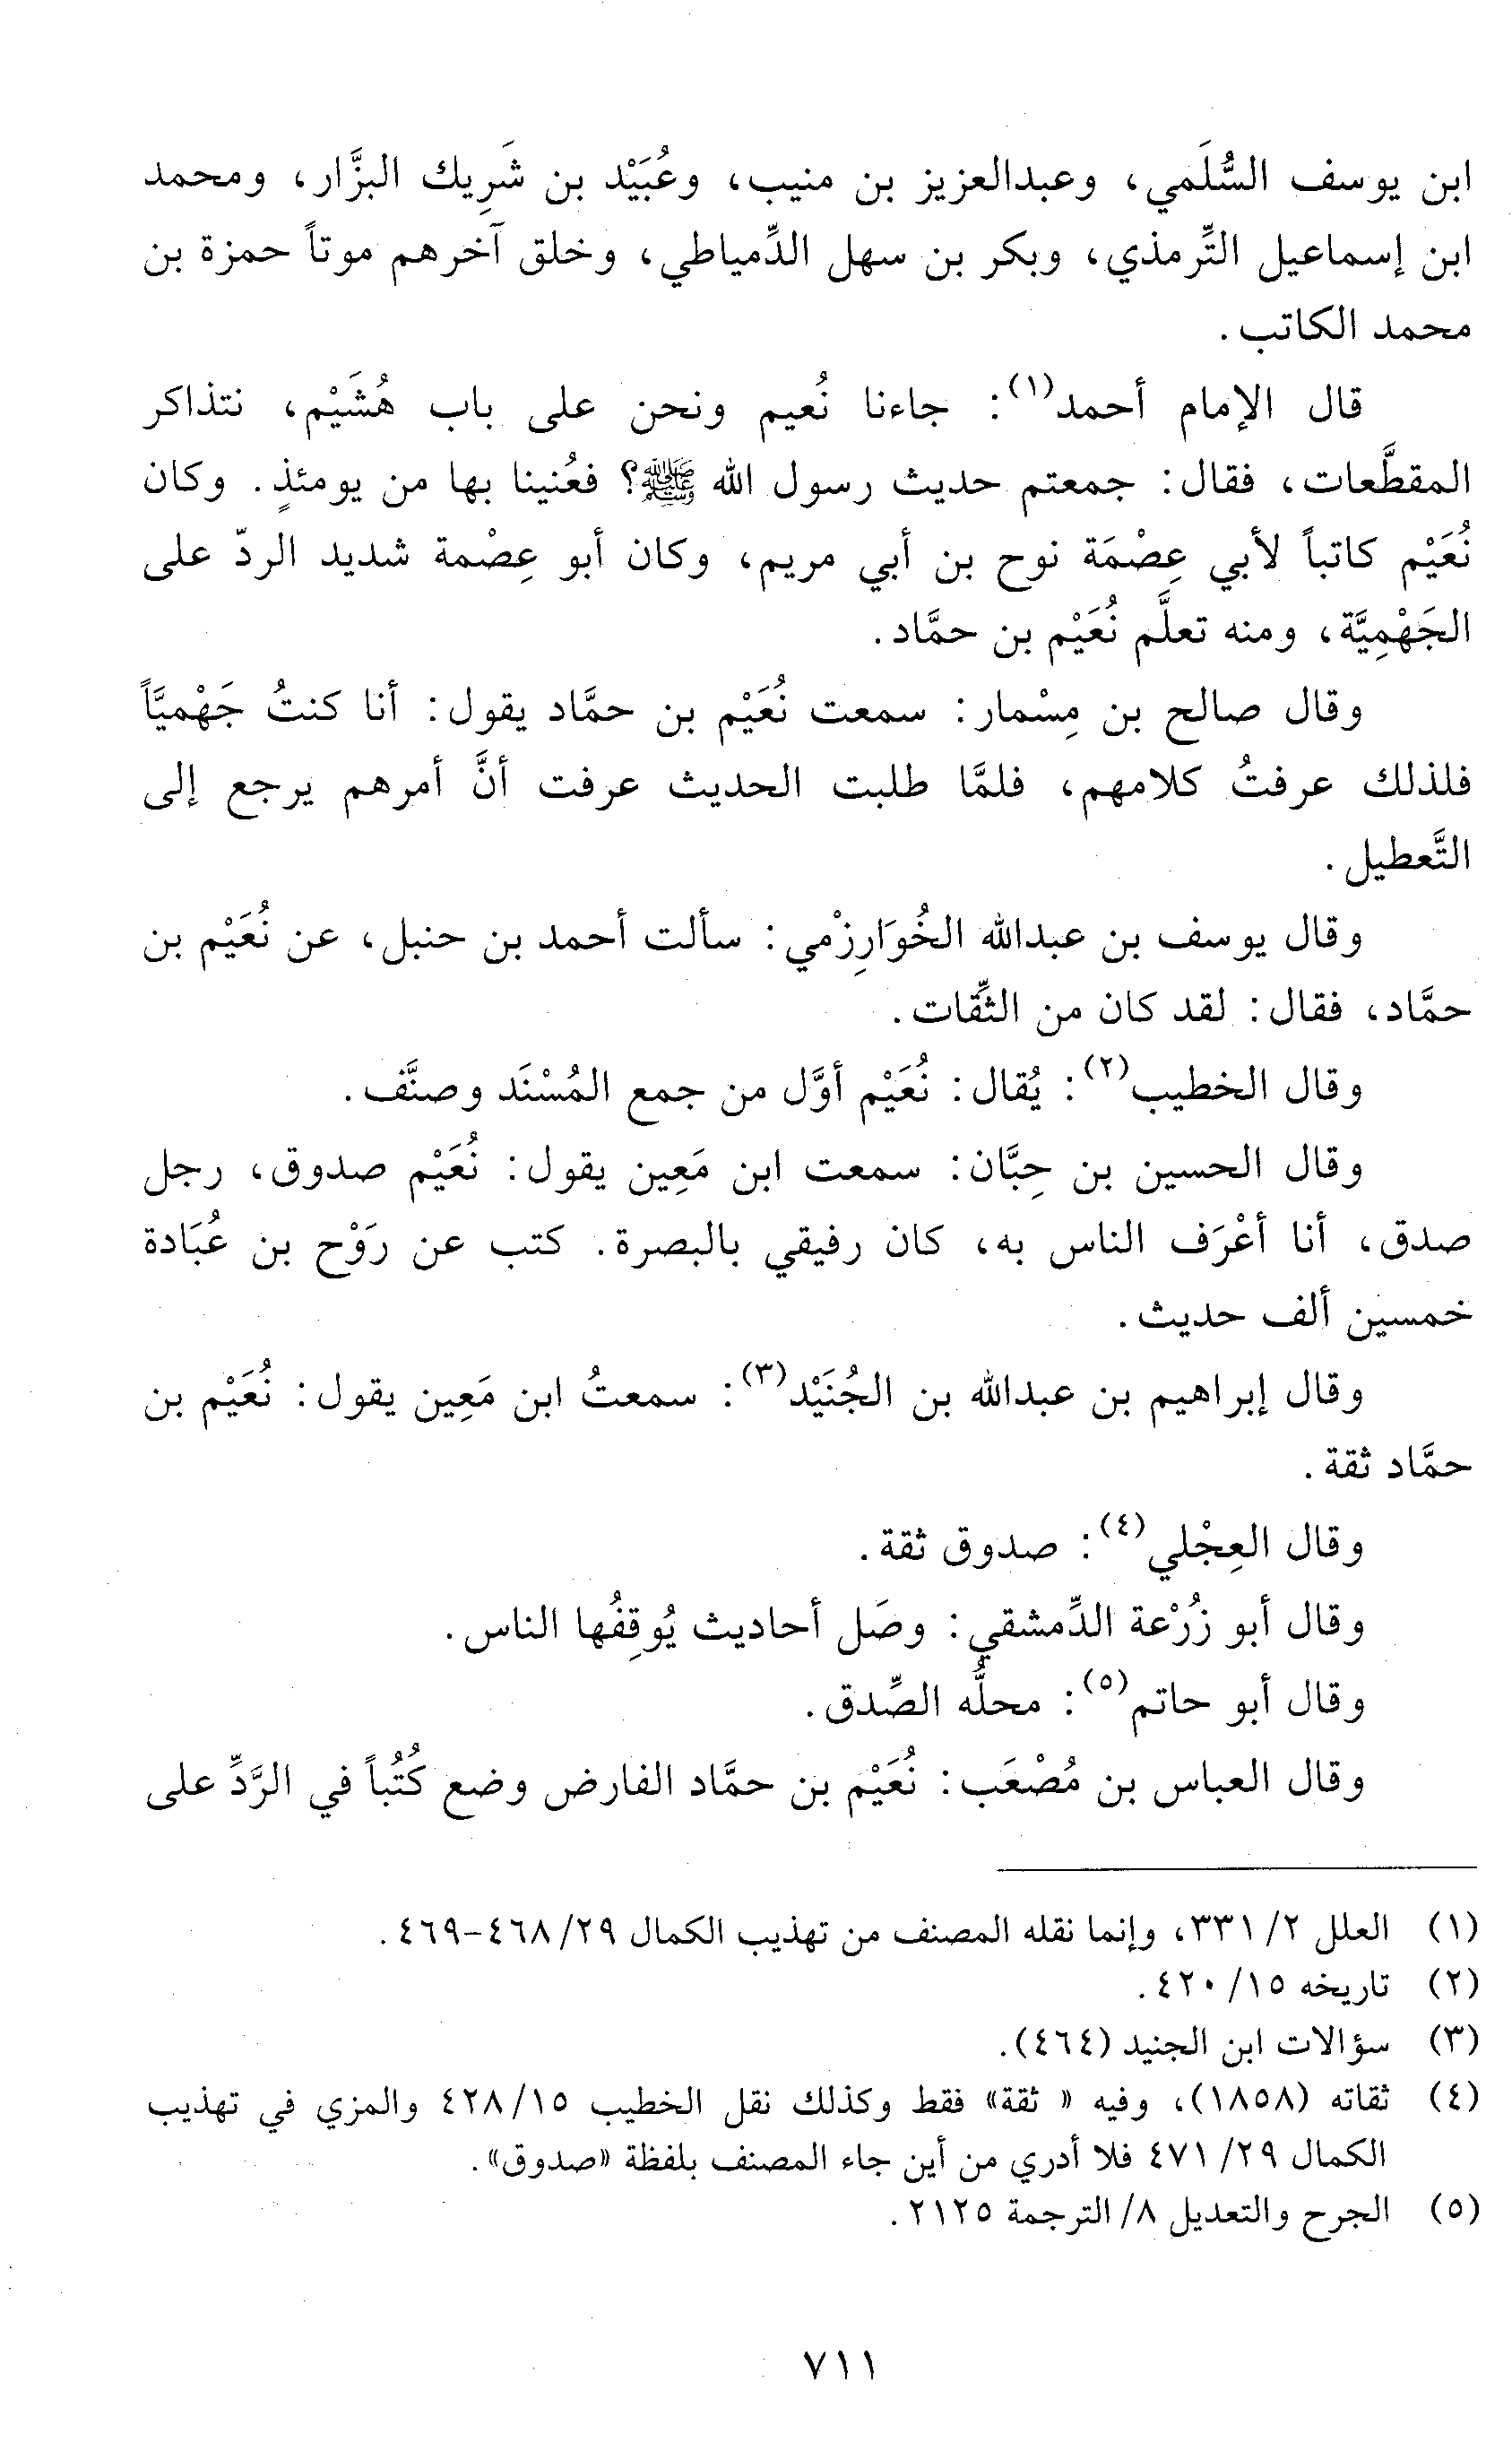 ابن يوسف السُّلَمي، وعبدالعزيز بن منيب، وعُبَيْد بن شَرِيك البزَّار، ومحمد
ابن إسماعيل التِّرمذي، وبكر بن سهل الدِّمياطي، وخلق آخرهم موتاً حمزة بن
محمد الكاتب.
قال الإمام أحمد(١): جاءنا نُعيم ونحن على باب هُشَيْم، نتذاكر
المقطَّعات، فقال: جمعتم حديث رسول الله ﷺ؟ فعُنينا بها من يومئذٍ. وكان
نُعَيْم كاتباً لأبي عِصْمَة نوح بن أبي مريم، وكان أبو عِصْمة شديد الردّ على
الجَهْمِيَّة، ومنه تعلَّم نُعَيْم بن حمَّاد.
وقال صالح بن مِسْمار: سمعت نُعَيْم بن حمَّاد يقول: أنا كنتُ جَهْميَّاً
فلذلك عرفتُ كلامهم، فلمَّا طلبت الحديث عرفت أنَّ أمرهم يرجع إلى
التَّعطيل.
وقال يوسف بن عبدالله الخُوَارِزْمي: سألت أحمد بن حنبل، عن نُعَيْم بن
حمَّاد، فقال: لقد كان من الثِّقات.
وقال الخطيب(٢): يُقال: نُعَيْم أوَّل من جمع المُسْنَد وصنَّف.
وقال الحسين بن حِبَّان: سمعت ابن مَعِين يقول: نُعَيْم صدوق، رجل
صدق، أنا أعْرَف الناس به، كان رفيقي بالبصرة. كتب عن رَوْح بن عُبَادة
خمسين ألف حديث.
وقال إبراهيم بن عبدالله بن الجُنَيْد(٣): سمعتُ ابن مَعِين يقول: نُعَيْم بن
حمَّاد ثقة.
وقال العِجْلي(٤): صدوق ثقة.
وقال أبو زُرْعة الدِّمشقي: وصَل أحاديث يُوقِفُها الناس.
وقال أبو حاتم(٥): محلُّه الصِّدق.
وقال العباس بن مُصْعَب: نُعَيْم بن حمَّاد الفارض وضع كُتُباً في الرَّدِّ على
(١) العلل ٢/ ٣٣١، وإنما نقله المصنف من تهذيب الكمال ٢٩/ ٤٦٨-٤٦٩.
(٢) تاريخه ١٥/ ٤٢٠.
(٣) سؤالات ابن الجنيد (٤٦٤).
(٤) ثقاته (١٨٥٨)، وفيه « ثقة» فقط وكذلك نقل الخطيب ١٥/ ٤٢٨ والمزي في تهذيب
الكمال ٢٩/ ٤٧١ فلا أدري من أين جاء المصنف بلفظة «صدوق».
(٥) الجرح والتعديل ٨/ الترجمة ٢١٢٥.
٧١١